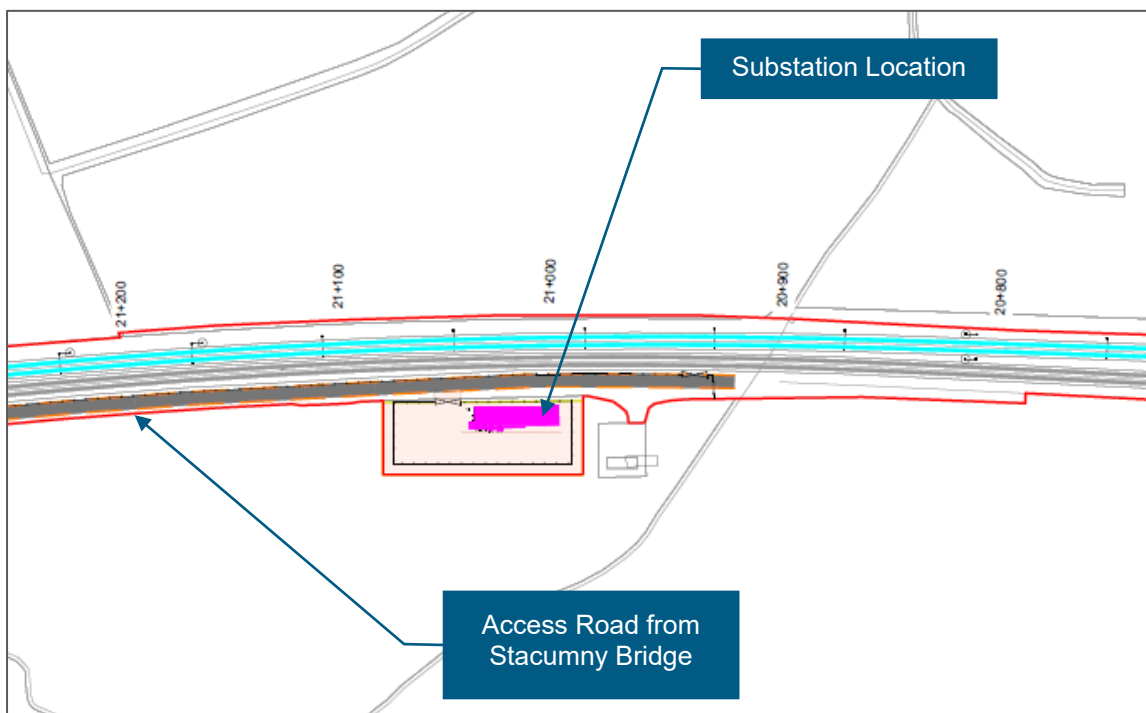 Substation Location
21+200
21+100
21+000
20+900
20+800
Access Road from
Stacumny Bridge